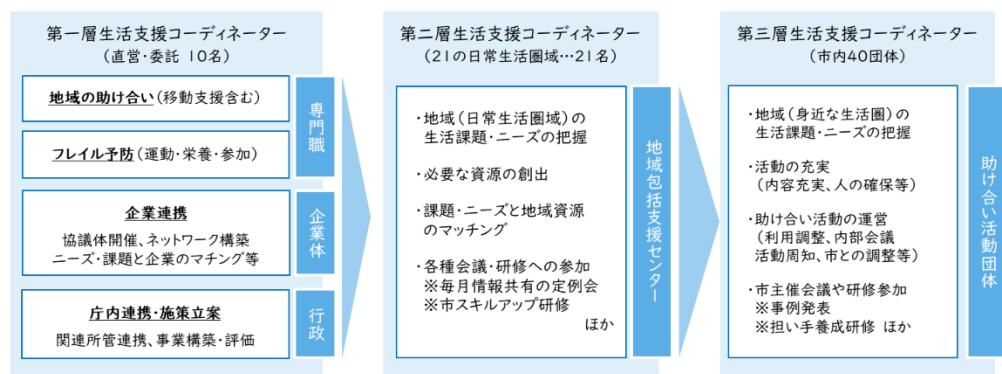 第一層生活支援コーディネーター
(直営・委託 10名)
地域の助け合い(移動支援含む)
フレイル予防(運動・栄養・参加)
専門職
企業連携
協議体開催、ネットワーク構築
ニーズ・課題と企業のマチング等
企業体
庁内連携・施策立案
関連所管連携、事業構築・評価
行政
第二層生活支援コーディネーター
(21の日常生活圏域…21名)
・地域(日常生活圏域)の
生活課題・ニーズの把握
・必要な資源の創出
・課題・ニーズと地域資源
のマッチング
・各種会議・研修への参加
※毎月情報共有の定例会
※市スキルアップ研修
ほか
地域包括支援センター
第三層生活支援コーディネーター
(市内40団体)
・地域(身近な生活圏)の
生活課題・ニーズの把握
・活動の充実
(内容充実、人の確保等)
・助け合い活動の運営
(利用調整、内部会議
活動周知、市との調整等)
・市主催会議や研修参加
※事例発表
※担い手養成研修 ほか
助け合い活動団体